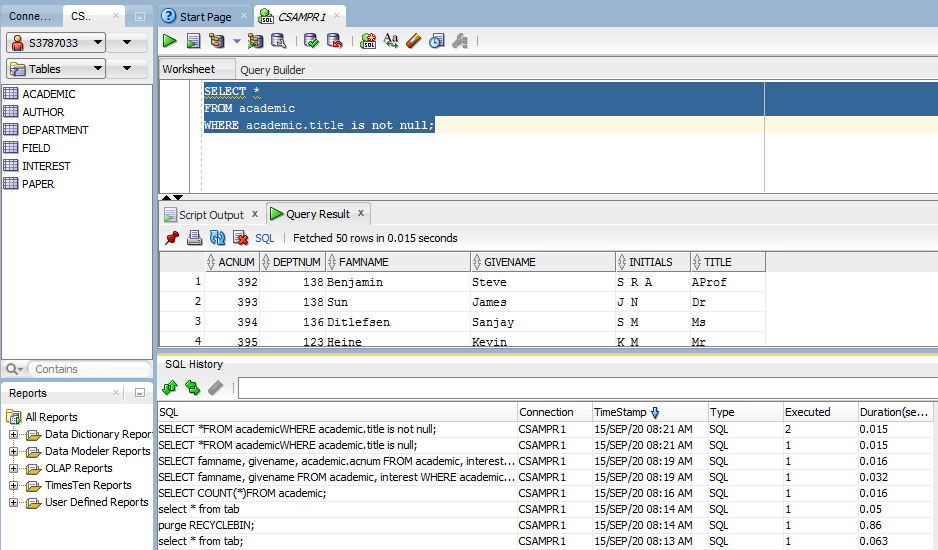 Conne... CS..
Start Page CSAMPR1
S3787033
Tables
ACADEMIC
AUTHOR
DEPARTMENT
FIELD
INTEREST
PAPER
Contains
Reports
All Reports
Data Dictionary Report
Data Modeler Reports
OLAP Reports
TimesTen Reports
User Defined Reports
Worksheet Query Builder
SELECT *
FROM academic
WHERE academic.title is not null;
Script Output x Query Result x
SQL | Fetched 50 rows in 0.015 seconds
ACNUM DEPTNUM FAMNAME GIVENAME INITIALS TITLE
1 392 138 Benjamin Steve S R A AProf
2 393 138 Sun James J N Dr
3 394 136 Ditlefsen Sanjay S M Ms
4 395 123 Heine Kevin K M Mr
SQL History
SQL Connection TimeStamp Type Executed Duration(se...
SELECT *FROM academicWHERE academic.title is not null; CSAMPR1 15/SEP/20 08:21 AM SQL 2 0.015
SELECT *FROM academicWHERE academic.title is null; CSAMPR1 15/SEP/20 08:21 AM SQL 1 0.015
SELECT famname, givename, academic.acnum FROM academic, interest... CSAMPR1 15/SEP/20 08:19 AM SQL 1 0.016
SELECT famname, givename FROM academic, interest WHERE academic... CSAMPR1 15/SEP/20 08:19 AM SQL 1 0.032
SELECT COUNT(*)FROM academic; CSAMPR1 15/SEP/20 08:16 AM SQL 1 0.016
select * from tab CSAMPR1 15/SEP/20 08:14 AM SQL 1 0.05
purge RECYCLEBIN; CSAMPR1 15/SEP/20 08:14 AM SQL 1 0.86
select * from tab; CSAMPR1 15/SEP/20 08:13 AM SQL 1 0.063